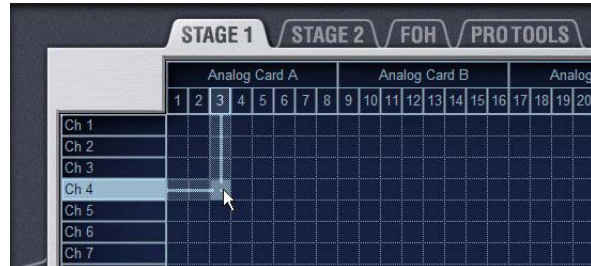 STAGE 1 STAGE 2 FOH PRO TOOLS
Analog Card A Analog Card B Analog
1 2 3 4 5 6 7 8 9 10 11 12 13 14 15 16 17 18 19 20
Ch 1
Ch 2
Ch 3
Ch 4
Ch 5
Ch 6
Ch 7